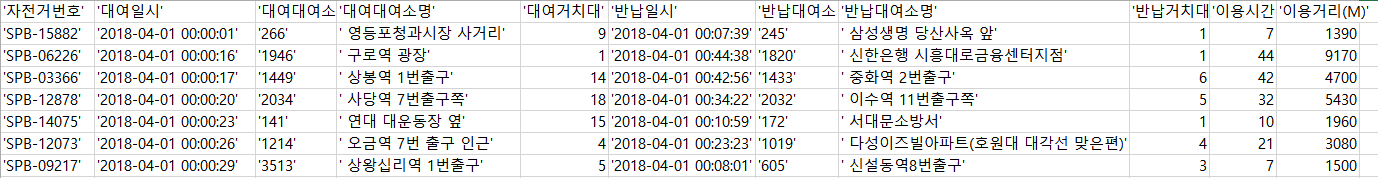 '자전거번호' '대여일시' '대여대여소 '대여대여소명' '대여거치대 '반납일시' '반납대여소 '반납대여소명' '반납거치대 '이용시간 '이용거리(M)'
'SPB-15882' '2018-04-01 00:00:01' '266' ' 영등포청과시장 사거리' 9 '2018-04-01 00:07:39' '245' ' 삼성생명 당산사옥 앞' 1 7 1390
'SPB-06226' '2018-04-01 00:00:16' '1946' ' 구로역 광장' 1 '2018-04-01 00:44:38' '1820' ' 신한은행 시흥대로금융센터지점' 1 44 9170
'SPB-03366' '2018-04-01 00:00:17' '1449' ' 상봉역 1번출구' 14 '2018-04-01 00:42:56' '1433' ' 중화역 2번출구' 6 42 4700
'SPB-12878' '2018-04-01 00:00:20' '2034' ' 사당역 7번출구쪽' 18 '2018-04-01 00:34:22' '2032' ' 이수역 11번출구쪽' 5 32 5430
'SPB-14075' '2018-04-01 00:00:23' '141' ' 연대 대운동장 옆' 15 '2018-04-01 00:10:59' '172' ' 서대문소방서' 1 10 1960
'SPB-12073' '2018-04-01 00:00:26' '1214' ' 오금역 7번 출구 인근' 4 '2018-04-01 00:23:23' '1019' ' 다성이즈빌아파트(호원대 대각선 맞은편)' 4 21 3080
'SPB-09217' '2018-04-01 00:00:29' '3513' ' 상왕십리역 1번출구' 5 '2018-04-01 00:08:01' '605' ' 신설동역8번출구' 3 7 1500